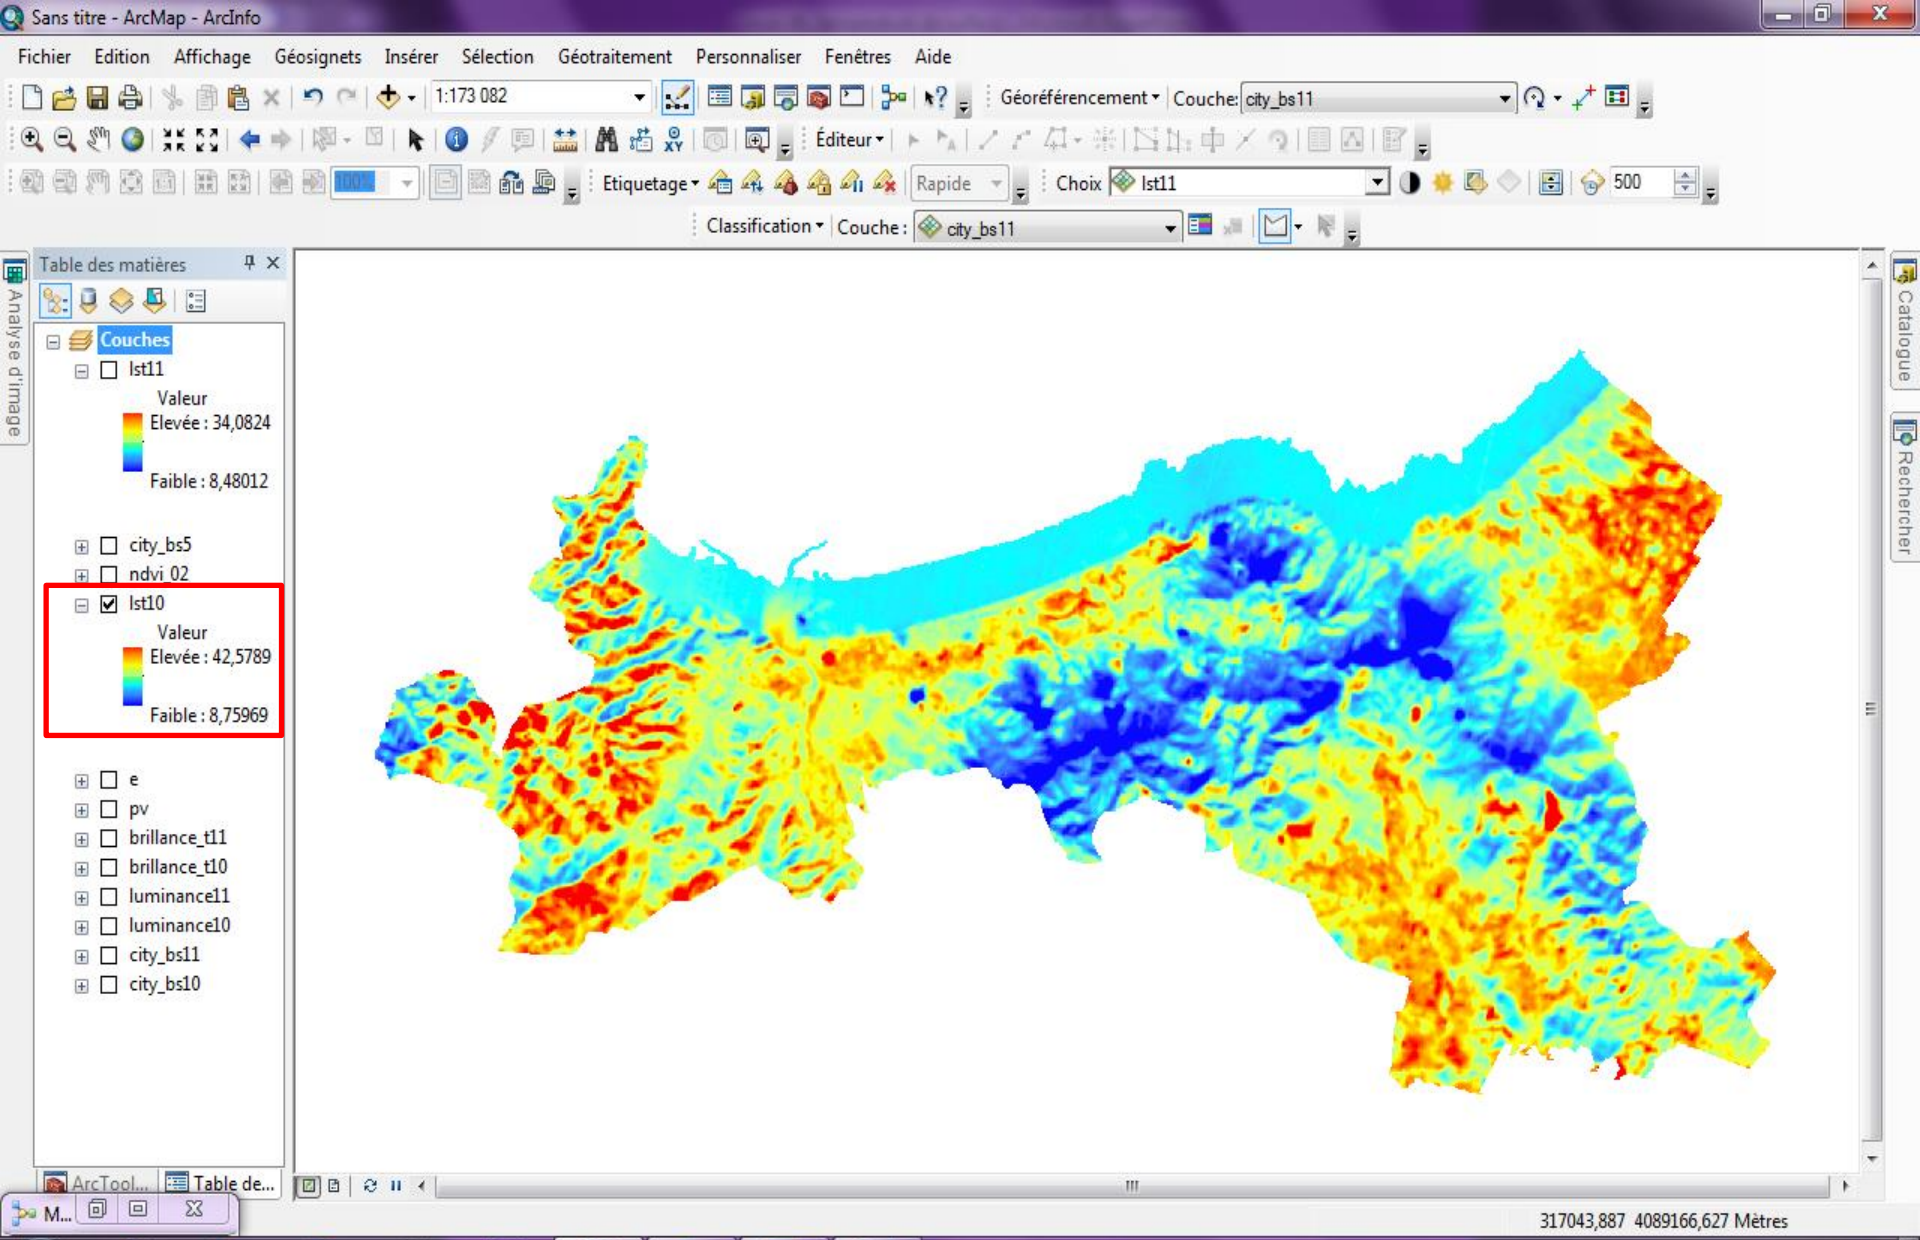 Sans titre - ArcMap - ArcInfo
Fichier Edition Affichage Géosignets Insérer Sélection Géotraitement Personnaliser Fenêtres Aide
1:173 082 Géoréférencement Couche: city_bs11
Éditeur
100% Etiquetage Rapide Choix lst11 500
Classification Couche : city_bs11
Table des matières
Analyse d'image
Catalogue
Rechercher
Couches
lst11
Valeur
Elevée : 34,0824
Faible : 8,48012
city_bs5
ndvi_02
lst10
Valeur
Elevée : 42,5789
Faible : 8,75969
e
pv
brillance_t11
brillance_t10
luminance11
luminance10
city_bs11
city_bs10
ArcTool... Table de...
M...
317043,887 4089166,627 Mètres